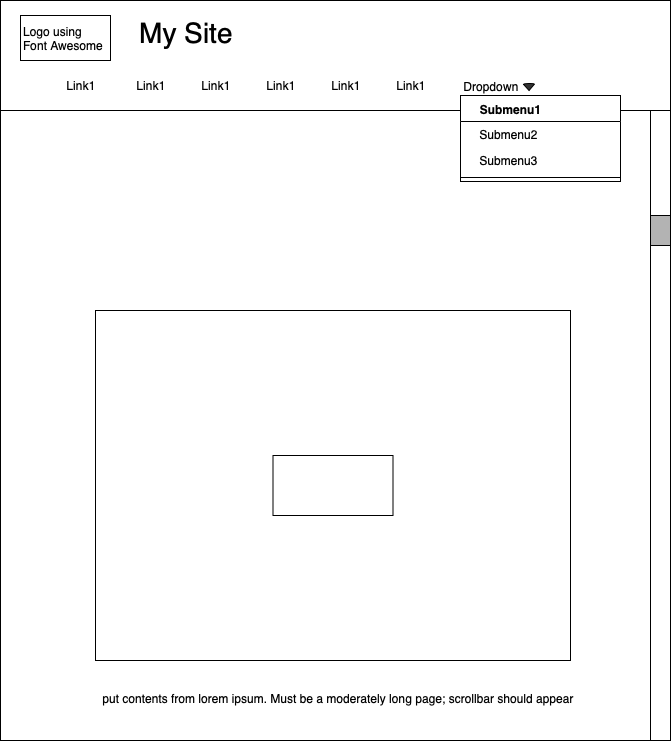 Logo using
Font Awesome
My Site
Link1 Link1 Link1 Link1 Link1 Link1 Dropdown
Submenu1
Submenu2
Submenu3
put contents from lorem ipsum. Must be a moderately long page; scrollbar should appear